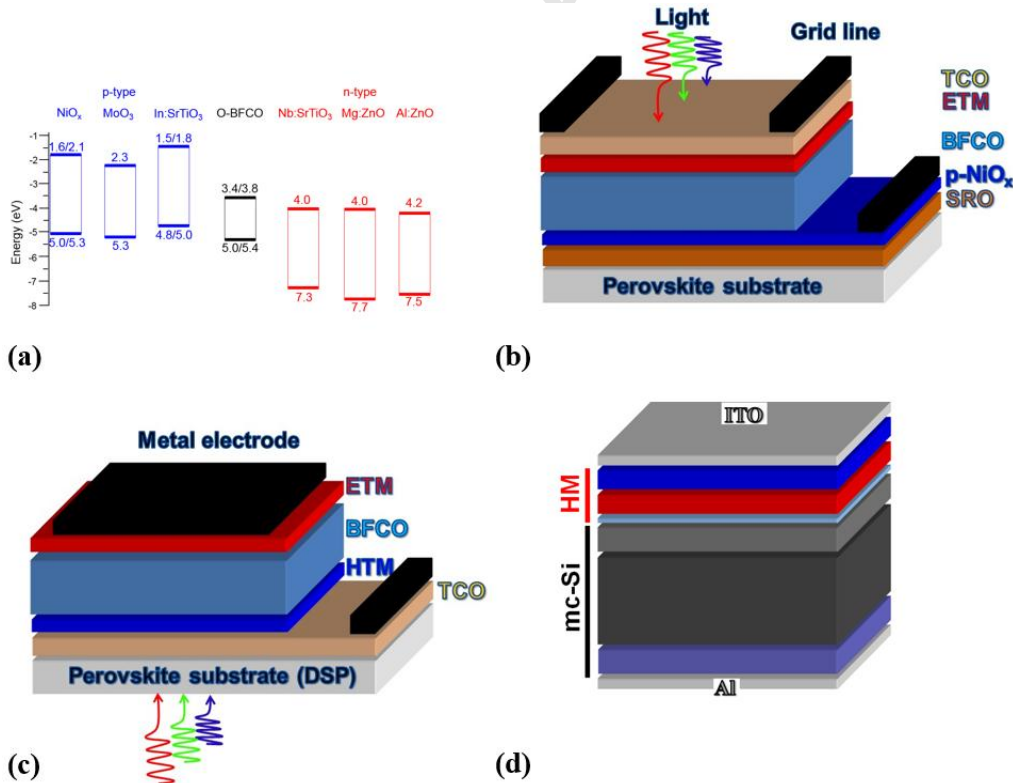 p-type
n-type
NiOₓ
MoO₃
In:SrTiO₃
O-BFCO
Nb:SrTiO₃
Mg:ZnO
Al:ZnO
Energy (eV)
-1
-2
-3
-4
-5
-6
-7
-8
1.6/2.1
2.3
1.5/1.8
3.4/3.8
4.0
4.0
4.2
5.0/5.3
5.3
4.8/5.0
5.0/5.4
7.3
7.7
7.5
(a)
Light
Grid line
TCO
ETM
BFCO
p-NiOₓ
SRO
Perovskite substrate
(b)
Metal electrode
ETM
BFCO
HTM
TCO
Perovskite substrate (DSP)
(c)
ITO
HM
mc-Si
Al
(d)